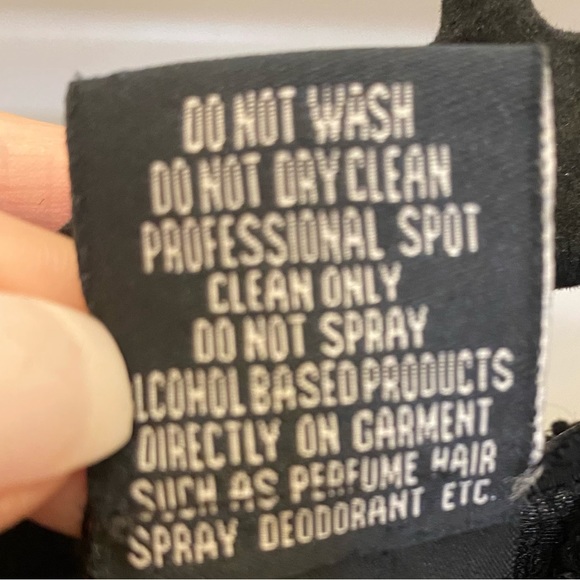 DO NOT WASH
DO NOT DRY CLEAN
PROFESSIONAL SPOT
CLEAN ONLY
DO NOT SPRAY
ALCOHOL BASED PRODUCTS
DIRECTLY ON GARMENT
SUCH AS PERFUME HAIR
SPRAY DEODORANT ETC.